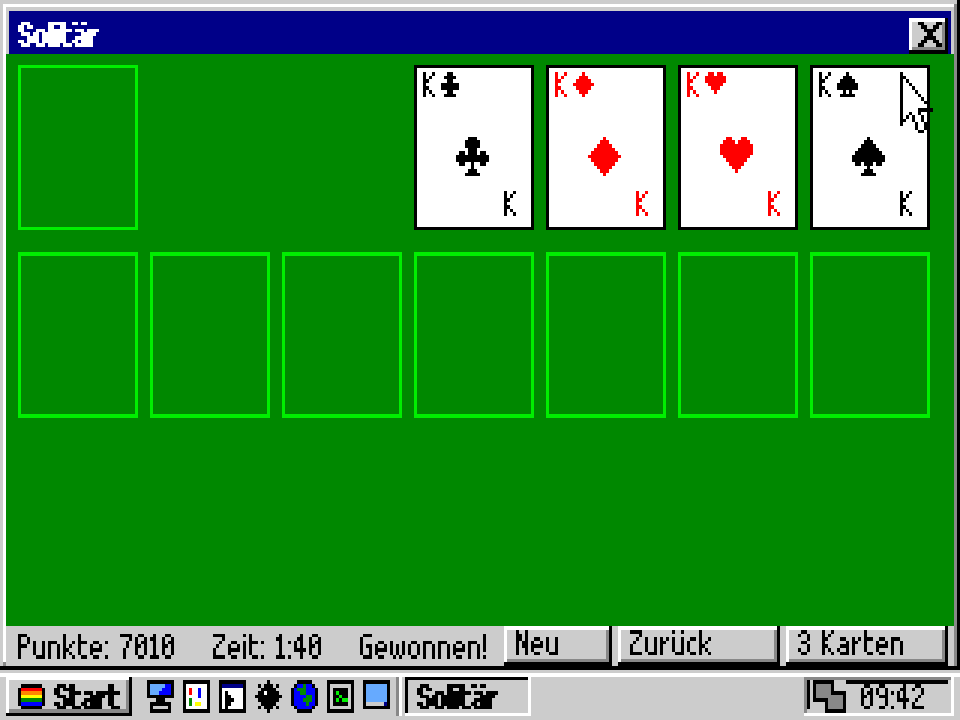 Solitär
K K K K
K K K K
Punkte: 7010 Zeit: 1:40 Gewonnen! Neu Zurück 3 Karten
Start Solitär 09:42